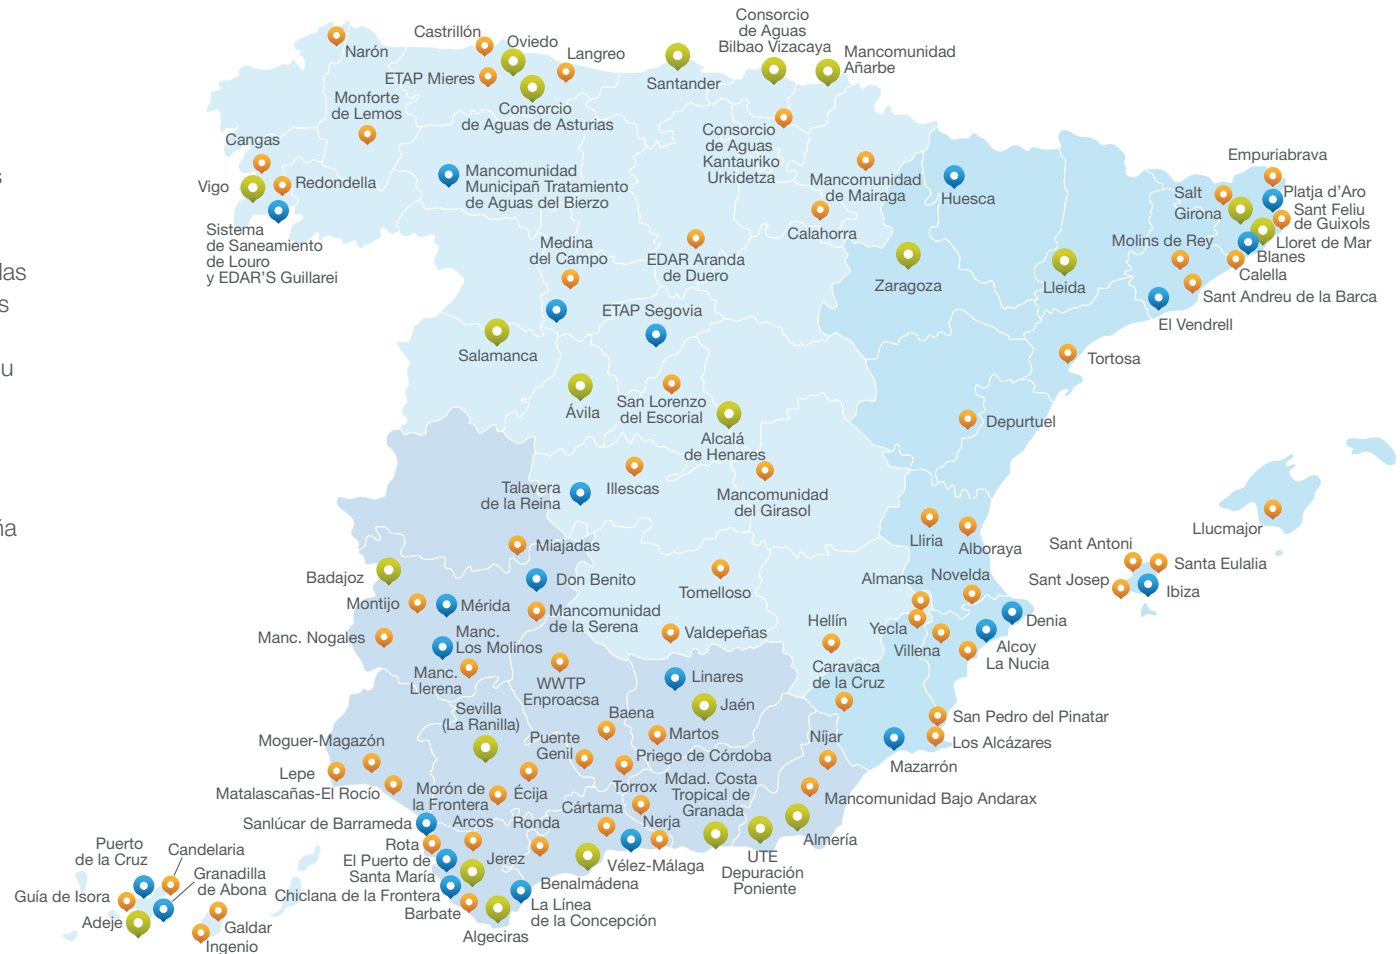 s
las
s
u
ña
Narón
Castrillón
Oviedo
Langreo
ETAP Mieres
Consorcio
de Aguas de Asturias
Santander
Consorcio
de Aguas
Bilbao Vizacaya
Mancomunidad
Añarbe
Monforte
de Lemos
Cangas
Vigo
Redondella
Sistema
de Saneamiento
de Louro
y EDAR'S Guillarei
Mancomunidad
Municipañ Tratamiento
de Aguas del Bierzo
Consorcio
de Aguas
Kantauriko
Urkidetza
Mancomunidad
de Mairaga
Calahorra
Huesca
Empuriabrava
Salt
Girona
Platja d'Aro
Sant Feliu
de Guixols
Lloret de Mar
Blanes
Calella
Molins de Rey
Sant Andreu de la Barca
El Vendrell
Lleida
Zaragoza
Tortosa
Medina
del Campo
EDAR Aranda
de Duero
ETAP Segovia
Salamanca
Ávila
San Lorenzo
del Escorial
Alcalá
de Henares
Depurtuel
Talavera
de la Reina
Illescas
Mancomunidad
del Girasol
Lliria
Alboraya
Llucmajor
Sant Antoni
Santa Eulalia
Sant Josep
Ibiza
Miajadas
Badajoz
Don Benito
Montijo
Mérida
Mancomunidad
de la Serena
Manc. Nogales
Manc.
Los Molinos
Manc.
Llerena
WWTP
Enproacsa
Tomelloso
Valdepeñas
Almansa
Novelda
Hellín
Yecla
Villena
Denia
Alcoy
La Nucia
Caravaca
de la Cruz
San Pedro del Pinatar
Los Alcázares
Mazarrón
Linares
Jaén
Sevilla
(La Ranilla)
Baena
Martos
Puente
Genil
Priego de Córdoba
Níjar
Moguer-Magazón
Lepe
Matalascañas-El Rocío
Morón de
la Frontera
Écija
Torrox
Mdad. Costa
Tropical de
Granada
Mancomunidad Bajo Andarax
Cártama
Nerja
Almería
Sanlúcar de Barrameda
Arcos
Ronda
Rota
El Puerto de
Santa María
Jerez
Vélez-Málaga
UTE
Depuración
Poniente
Chiclana de la Frontera
Benalmádena
Barbate
La Línea
de la Concepción
Algeciras
Puerto
de la Cruz
Candelaria
Granadilla
de Abona
Guía de Isora
Adeje
Galdar
Ingenio